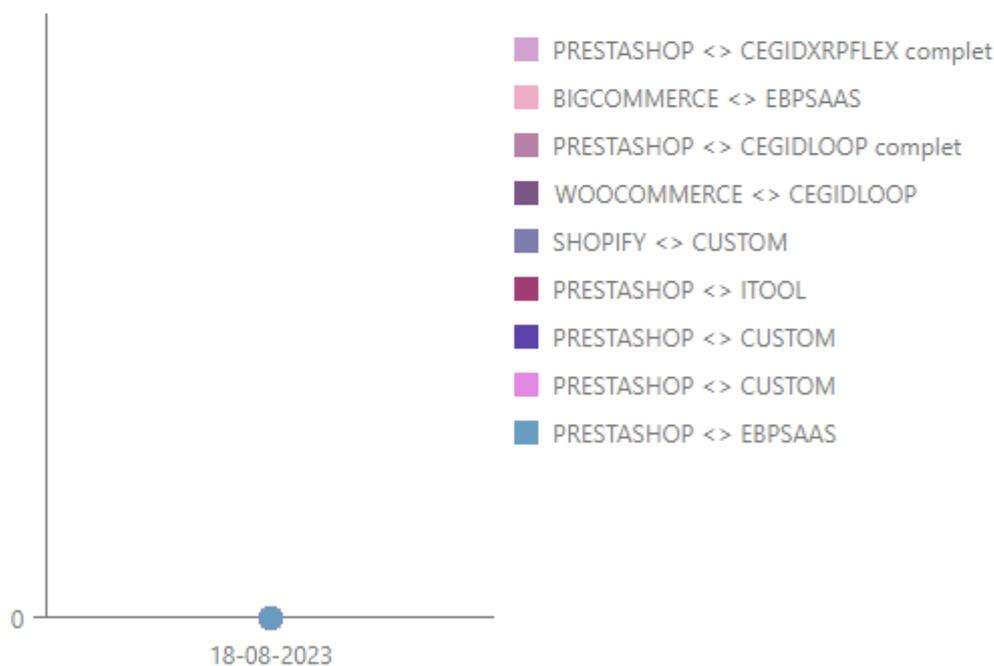 PRESTASHOP <> CEGIDXRPFLEX complet
BIGCOMMERCE <> EBPSAAS
PRESTASHOP <> CEGIDLOOP complet
WOOCOMMERCE <> CEGIDLOOP
SHOPIFY <> CUSTOM
PRESTASHOP <> ITOOL
PRESTASHOP <> CUSTOM
PRESTASHOP <> CUSTOM
PRESTASHOP <> EBPSAAS
0
18-08-2023